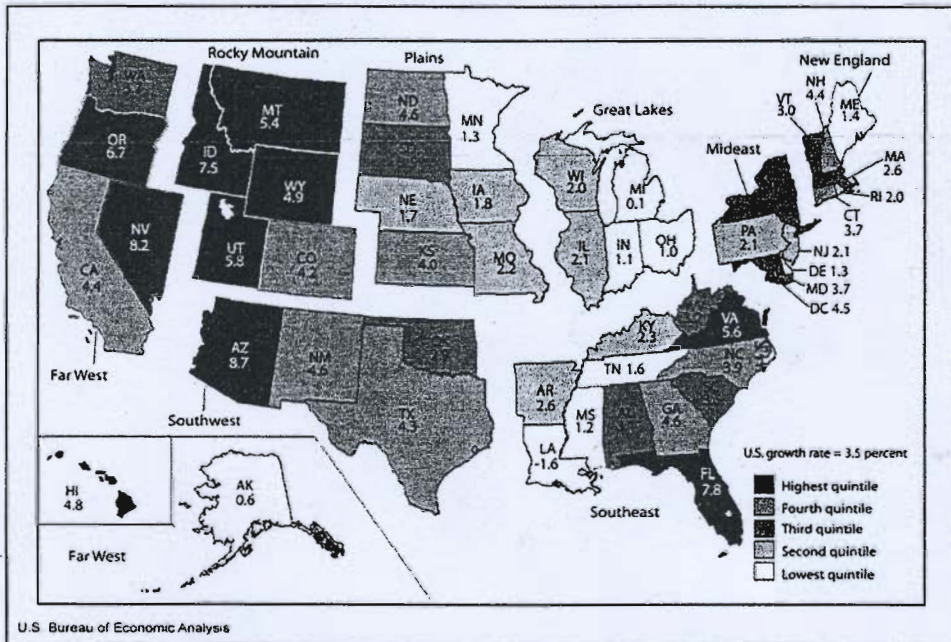 Rocky Mountain
Plains
New England
Great Lakes
Mideast
WA
OR
6.7
MT
5.4
ID
7.5
WY
4.9
NV
8.2
UT
5.8
CO
4.2
CA
4.4
Far West
AZ
8.7
NM
4.6
TX
4.3
Southwest
ND
4.6
MN
1.3
NE
1.7
IA
1.8
KS
4.0
MO
2.2
WI
2.0
MI
0.1
IL
2.1
IN
1.1
OH
1.0
VT
3.0
NH
4.4
ME
1.4
MA
2.6
RI 2.0
CT
3.7
PA
2.1
NJ 2.1
DE 1.3
MD 3.7
DC 4.5
VA
5.6
KY
2.3
NC
3.9
TN 1.6
AR
2.6
MS
1.2
LA
-1.6
GA
4.6
FL
7.8
Southeast
HI
4.8
AK
0.6
Far West
U.S. growth rate = 3.5 percent
Highest quintile
Fourth quintile
Third quintile
Second quintile
Lowest quintile
U.S. Bureau of Economic Analysis